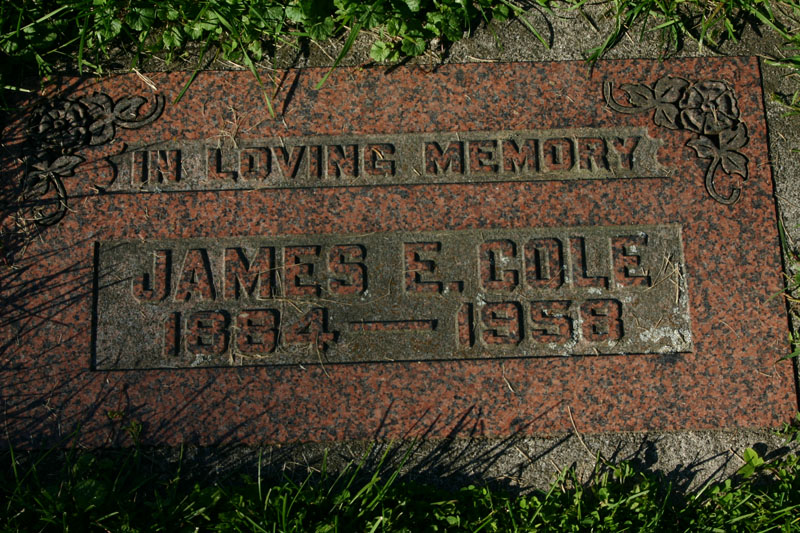 IN LOVING MEMORY
JAMES E. COLE
1884 — 1958